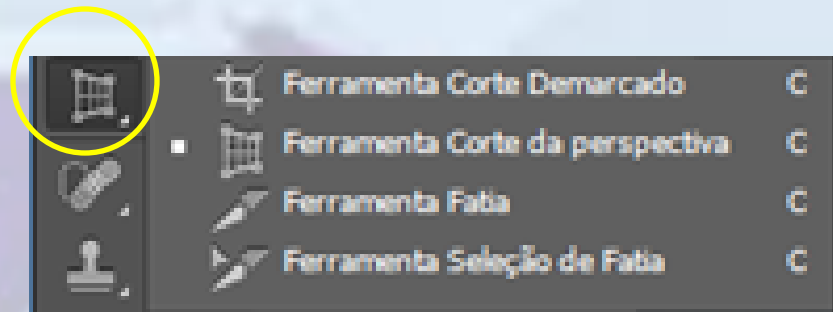 Ferramenta Corte Demarcado C
Ferramenta Corte da perspectiva C
Ferramenta Fatia C
Ferramenta Seleção de Fatia C